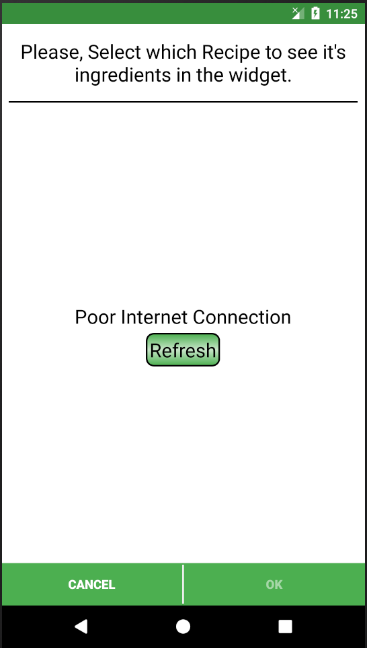 11:25
Please, Select which Recipe to see it's
ingredients in the widget.
Poor Internet Connection
Refresh
CANCEL
OK